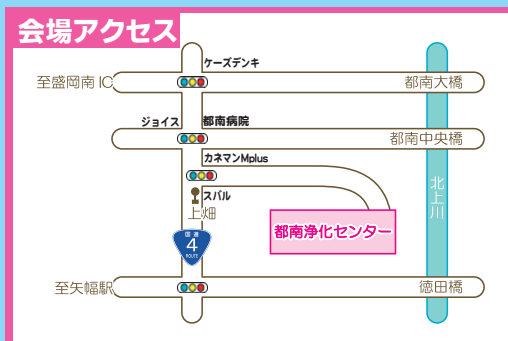 会場アクセス
ケーズデンキ
至盛岡南IC
都南大橋
ジョイス
都南病院
都南中央橋
カネマンMplus
北上川
スバル
上畑
都南浄化センター
国道
4
ROUTE
至矢幅駅
徳田橋